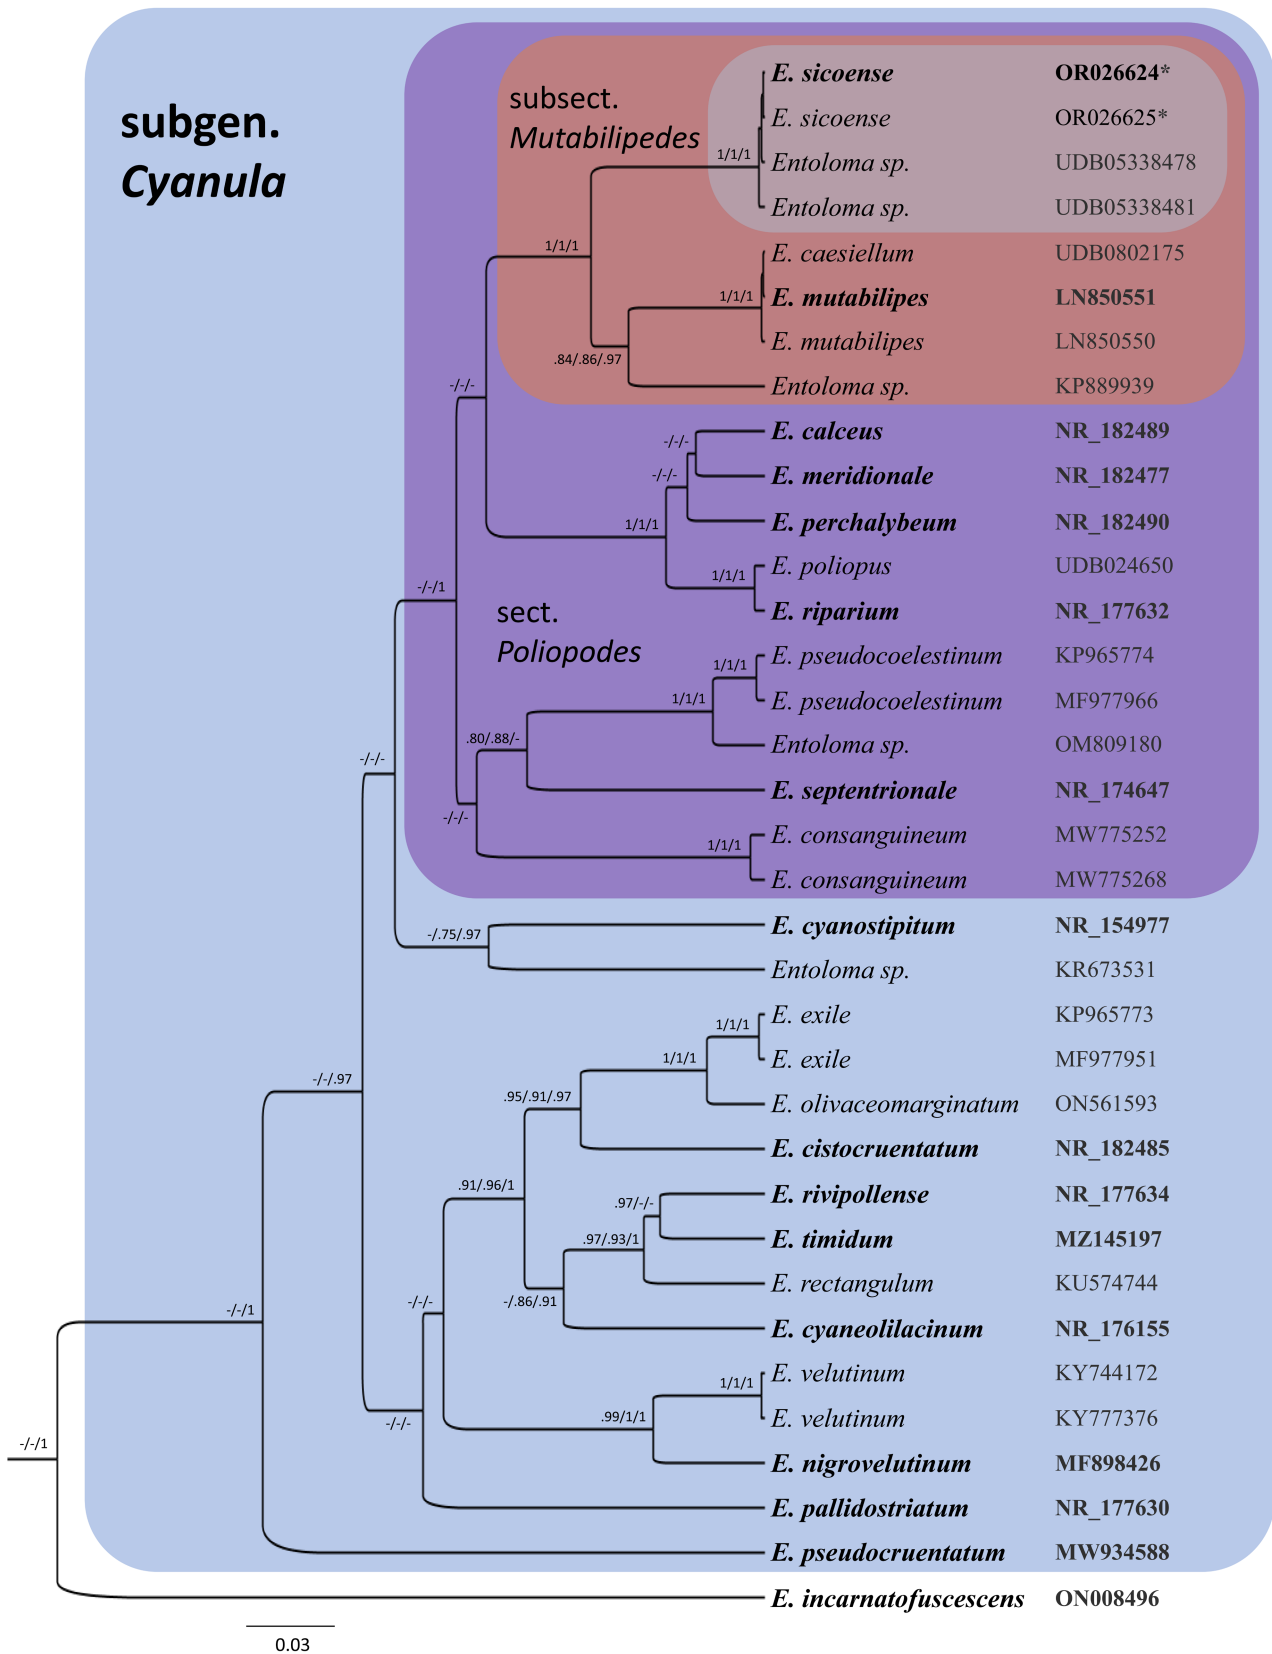 subgen.
Cyanula
subsect.
Mutabilipedes
sect.
Poliopodes
E. sicoense OR026624*
E. sicoense OR026625*
1/1/1
Entoloma sp. UDB05338478
Entoloma sp. UDB05338481
1/1/1
E. caesiellum UDB0802175
1/1/1
E. mutabilipes LN850551
E. mutabilipes LN850550
.84/.86/.97
Entoloma sp. KP889939
-/-/-
E. calceus NR_182489
-/-/-
-/-/-
E. meridionale NR_182477
E. perchalybeum NR_182490
1/1/1
E. poliopus UDB024650
1/1/1
-/-/1
E. riparium NR_177632
E. pseudocoelestinum KP965774
1/1/1
1/1/1
E. pseudocoelestinum MF977966
.80/.88/-
Entoloma sp. OM809180
-/-/-
E. septentrionale NR_174647
-/-/-
E. consanguineum MW775252
1/1/1
E. consanguineum MW775268
E. cyanostipitum NR_154977
-/.75/.97
Entoloma sp. KR673531
E. exile KP965773
1/1/1
1/1/1
E. exile MF977951
-/-/.97
.95/.91/.97
E. olivaceomarginatum ON561593
E. cistocruentatum NR_182485
.91/.96/1
E. rivipollense NR_177634
.97/-/-
E. timidum MZ145197
.97/.93/1
E. rectangulum KU574744
-/-/-
-/.86/.91
-/-/1
E. cyaneolilacinum NR_176155
E. velutinum KY744172
1/1/1
E. velutinum KY777376
.99/1/1
-/-/-
-/-/1
E. nigrovelutinum MF898426
E. pallidostriatum NR_177630
E. pseudocruentatum MW934588
E. incarnatofuscescens ON008496
0.03